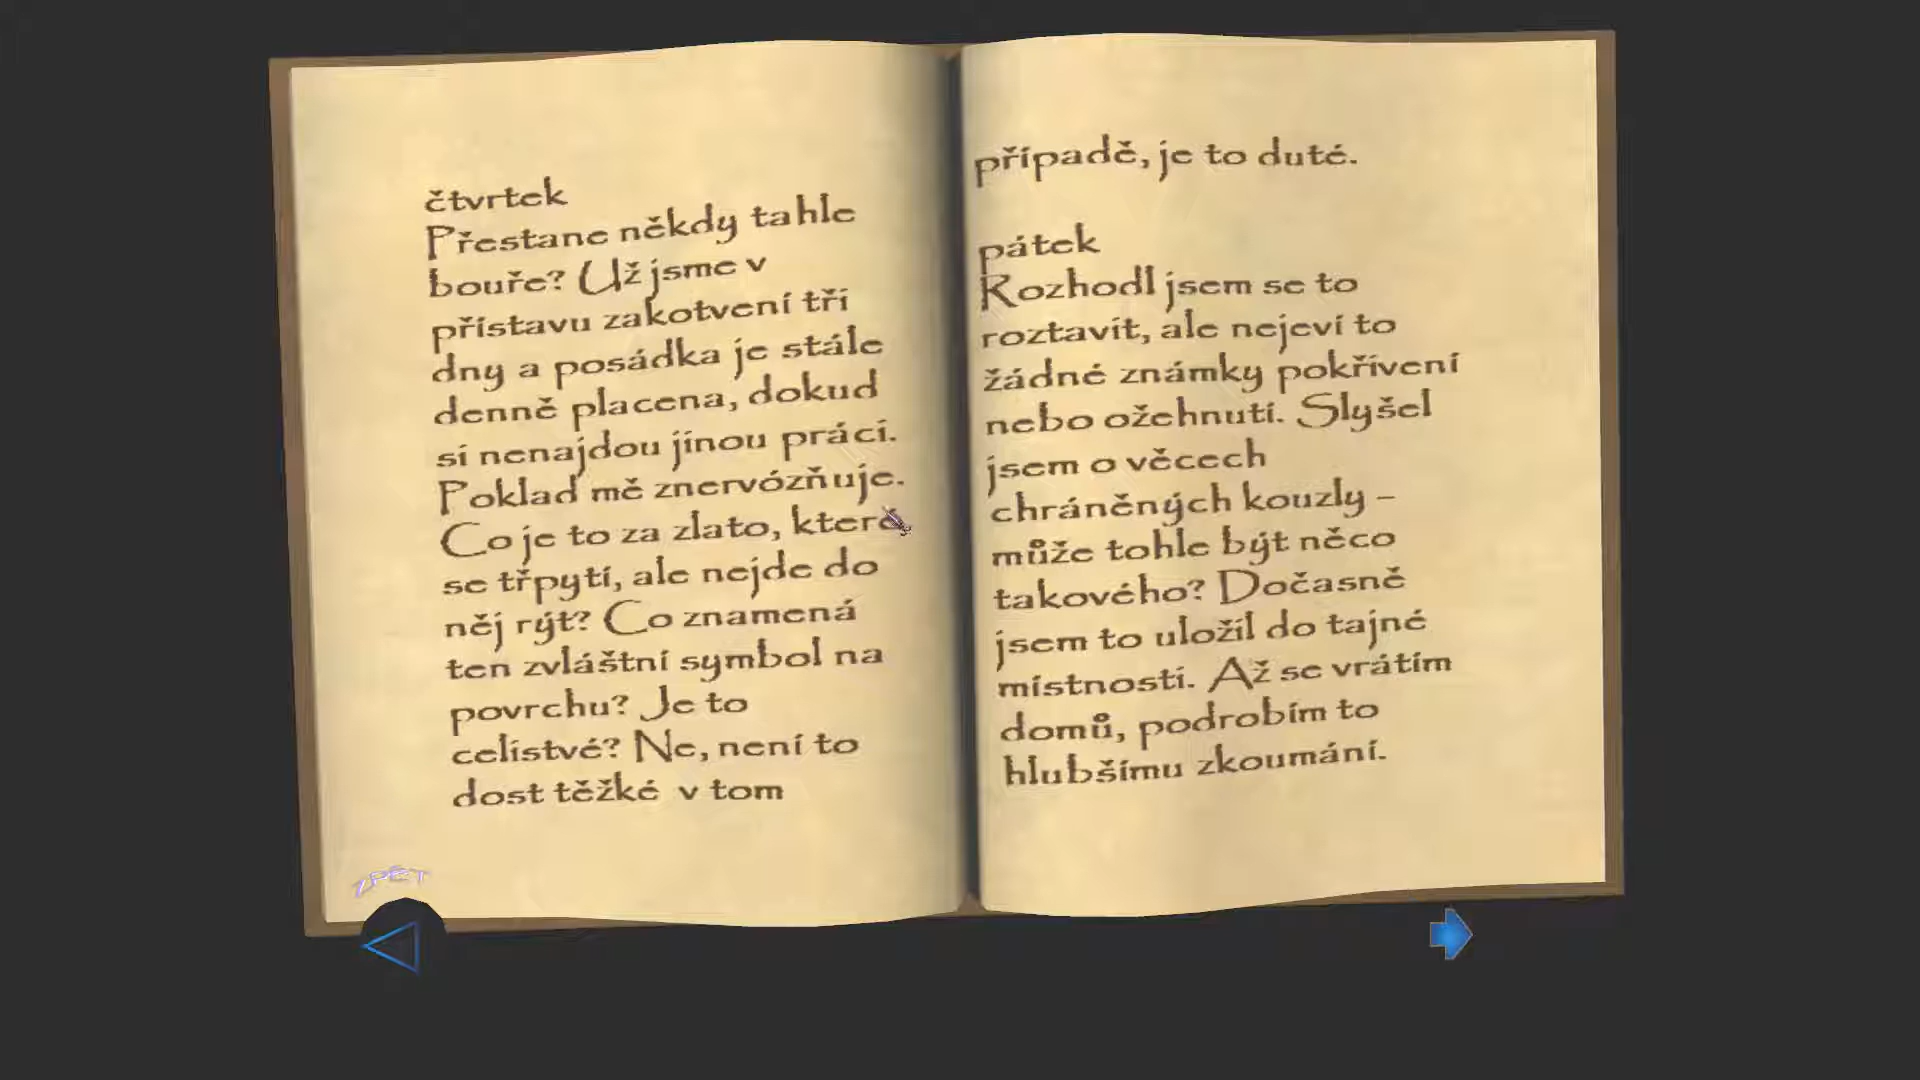 čtvrtek
Přestane někdy tahle
bouře? Už jsme v
přístavu zakotvení tři
dny a posádka je stále
denně placena, dokud
si nenajdou jinou práci.
Poklad mě znervózňuje.
Co je to za zlato, které
se třpytí, ale nejde do
něj rýt? Co znamená
ten zvláštní symbol na
povrchu? Je to
celistvé? Ne, není to
dost těžké v tom
případě, je to duté.
pátek
Rozhodl jsem se to
roztavit, ale nejeví to
žádné známky pokřivení
nebo ožehnutí. Slyšel
jsem o věcech
chráněných kouzly –
může tohle být něco
takového? Dočasně
jsem to uložil do tajné
místnosti. Až se vrátím
domů, podrobím to
hlubšímu zkoumání.
ZPĚT